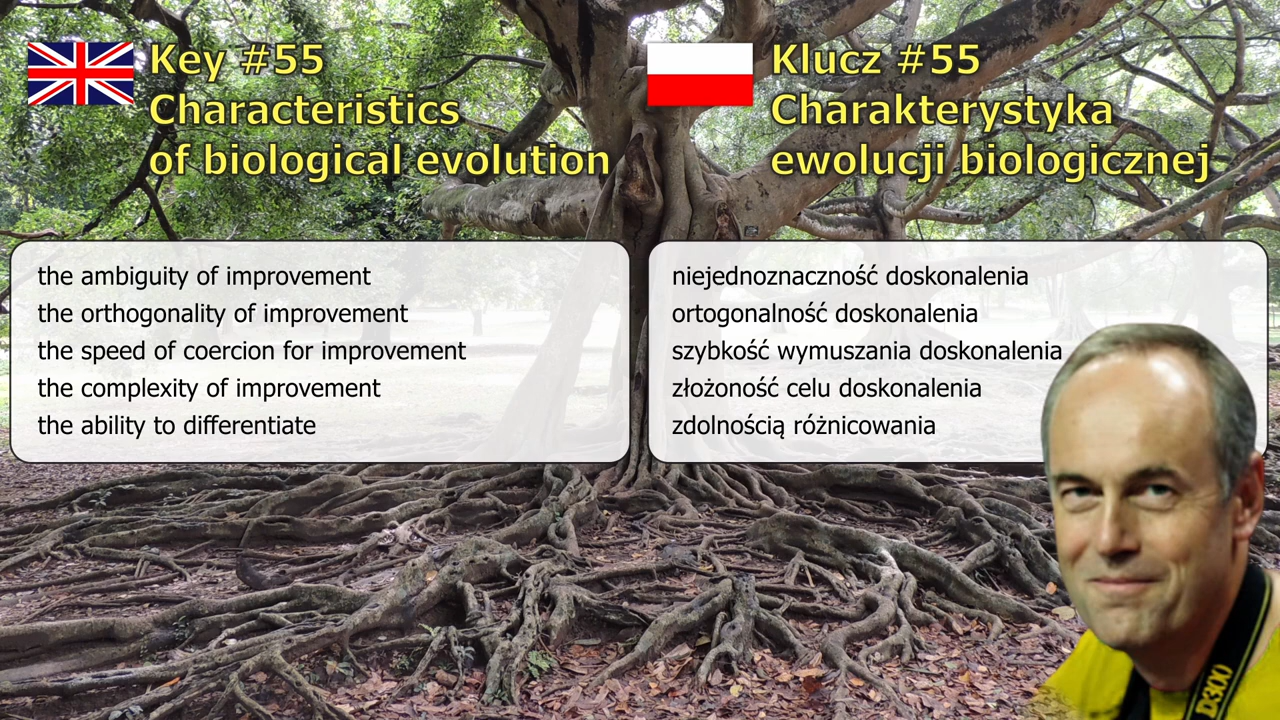 Key #55
Characteristics
of biological evolution
Klucz #55
Charakterystyka
ewolucji biologicznej
the ambiguity of improvement
the orthogonality of improvement
the speed of coercion for improvement
the complexity of improvement
the ability to differentiate
niejednoznaczność doskonalenia
ortogonalność doskonalenia
szybkość wymuszania doskonalenia
złożoność celu doskonalenia
zdolnością różnicowania
D300